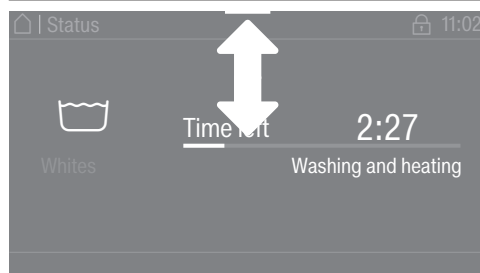 | Status 11:02
Time left 2:27
Whites Washing and heating